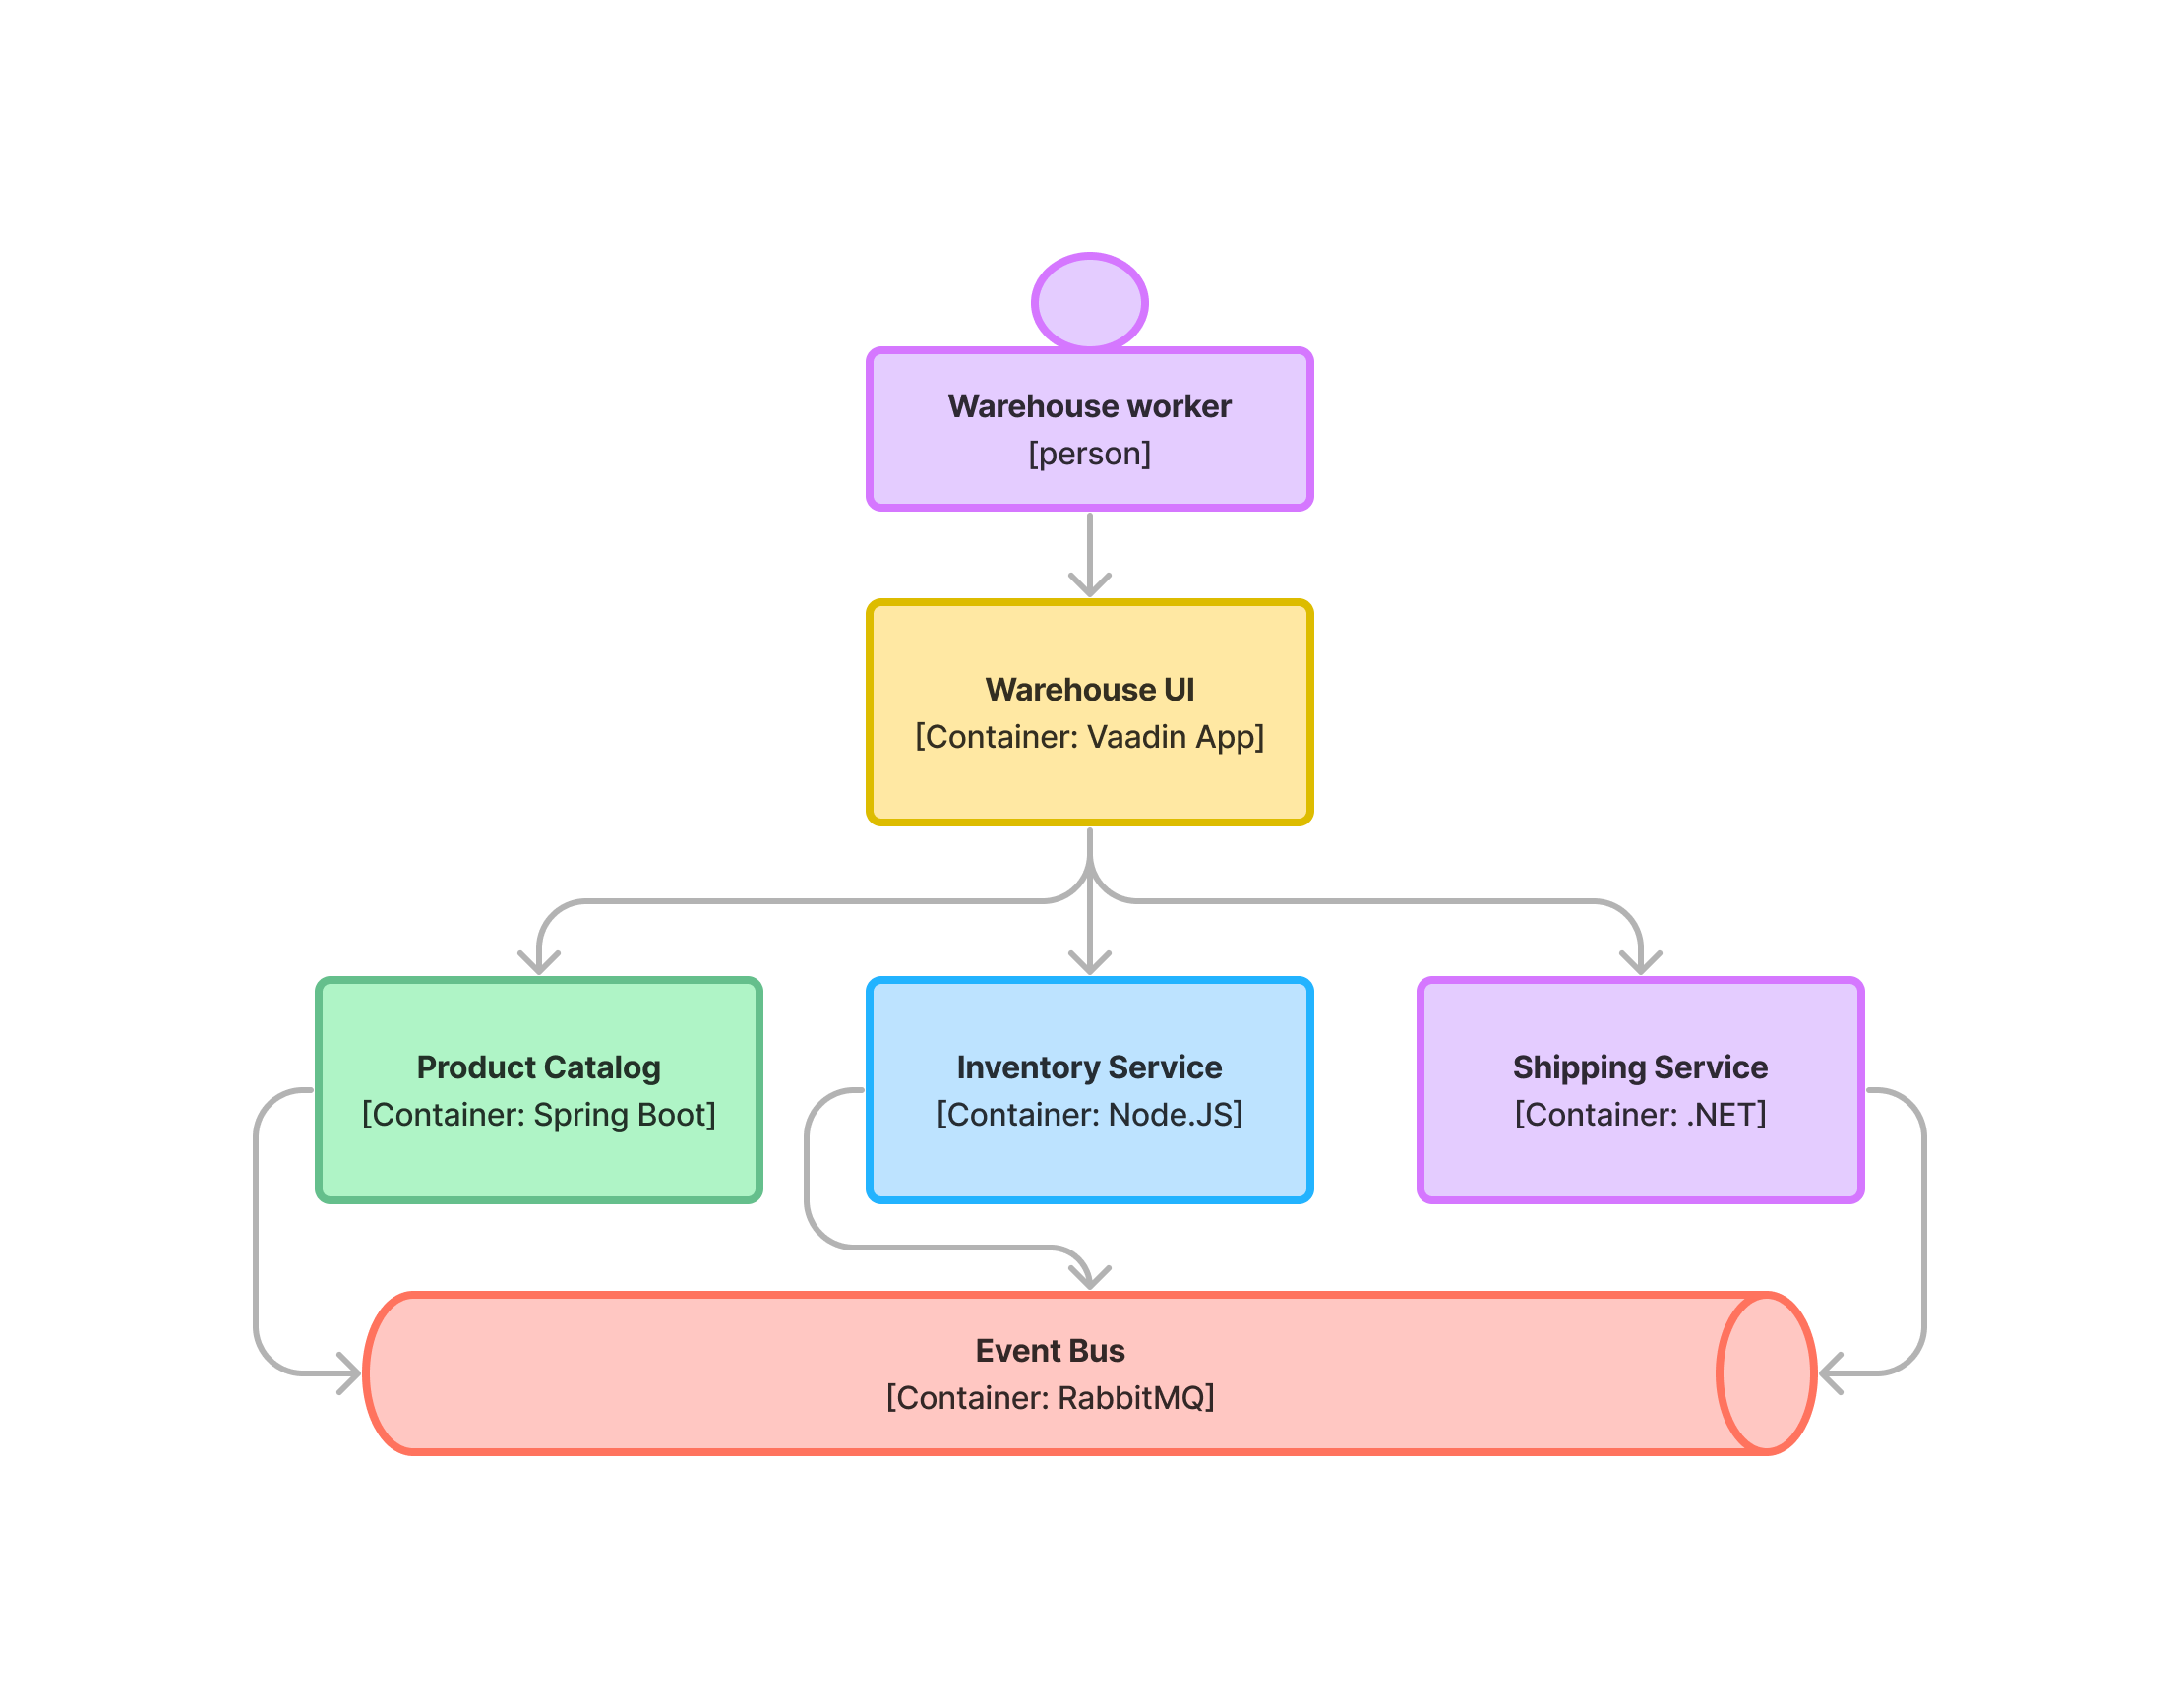 Warehouse worker
[person]
Warehouse UI
[Container: Vaadin App]
Product Catalog
[Container: Spring Boot]
Inventory Service
[Container: Node.JS]
Shipping Service
[Container: .NET]
Event Bus
[Container: RabbitMQ]